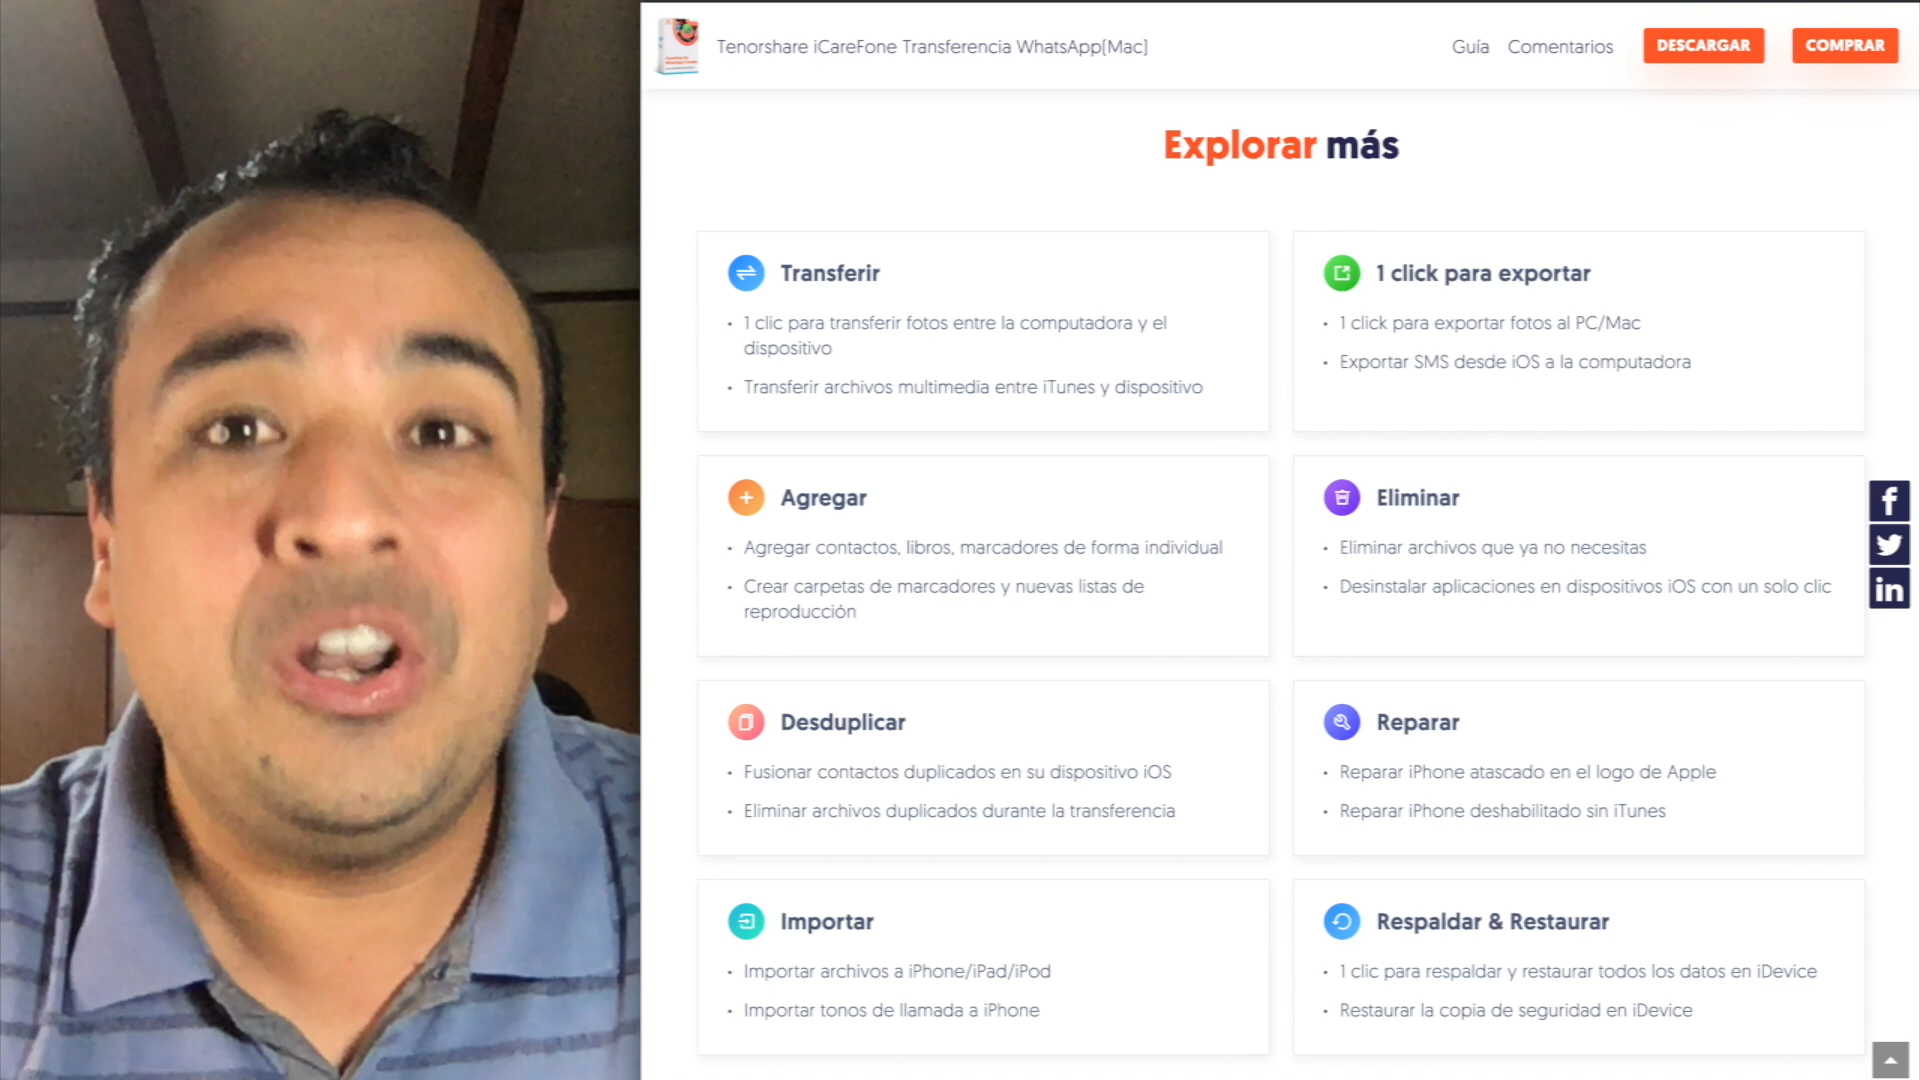 Tenorshare iCareFone Transferencia WhatsApp(Mac)
Guía
Comentarios
DESCARGAR
COMPRAR
Explorar más
Transferir
• 1 clic para transferir fotos entre la computadora y el
dispositivo
• Transferir archivos multimedia entre iTunes y dispositivo
1 click para exportar
• 1 click para exportar fotos al PC/Mac
• Exportar SMS desde iOS a la computadora
Agregar
• Agregar contactos, libros, marcadores de forma individual
• Crear carpetas de marcadores y nuevas listas de
reproducción
Eliminar
• Eliminar archivos que ya no necesitas
• Desinstalar aplicaciones en dispositivos iOS con un solo clic
Desduplicar
• Fusionar contactos duplicados en su dispositivo iOS
• Eliminar archivos duplicados durante la transferencia
Reparar
• Reparar iPhone atascado en el logo de Apple
• Reparar iPhone deshabilitado sin iTunes
Importar
• Importar archivos a iPhone/iPad/iPod
• Importar tonos de llamada a iPhone
Respaldar & Restaurar
• 1 clic para respaldar y restaurar todos los datos en iDevice
• Restaurar la copia de seguridad en iDevice
f
in